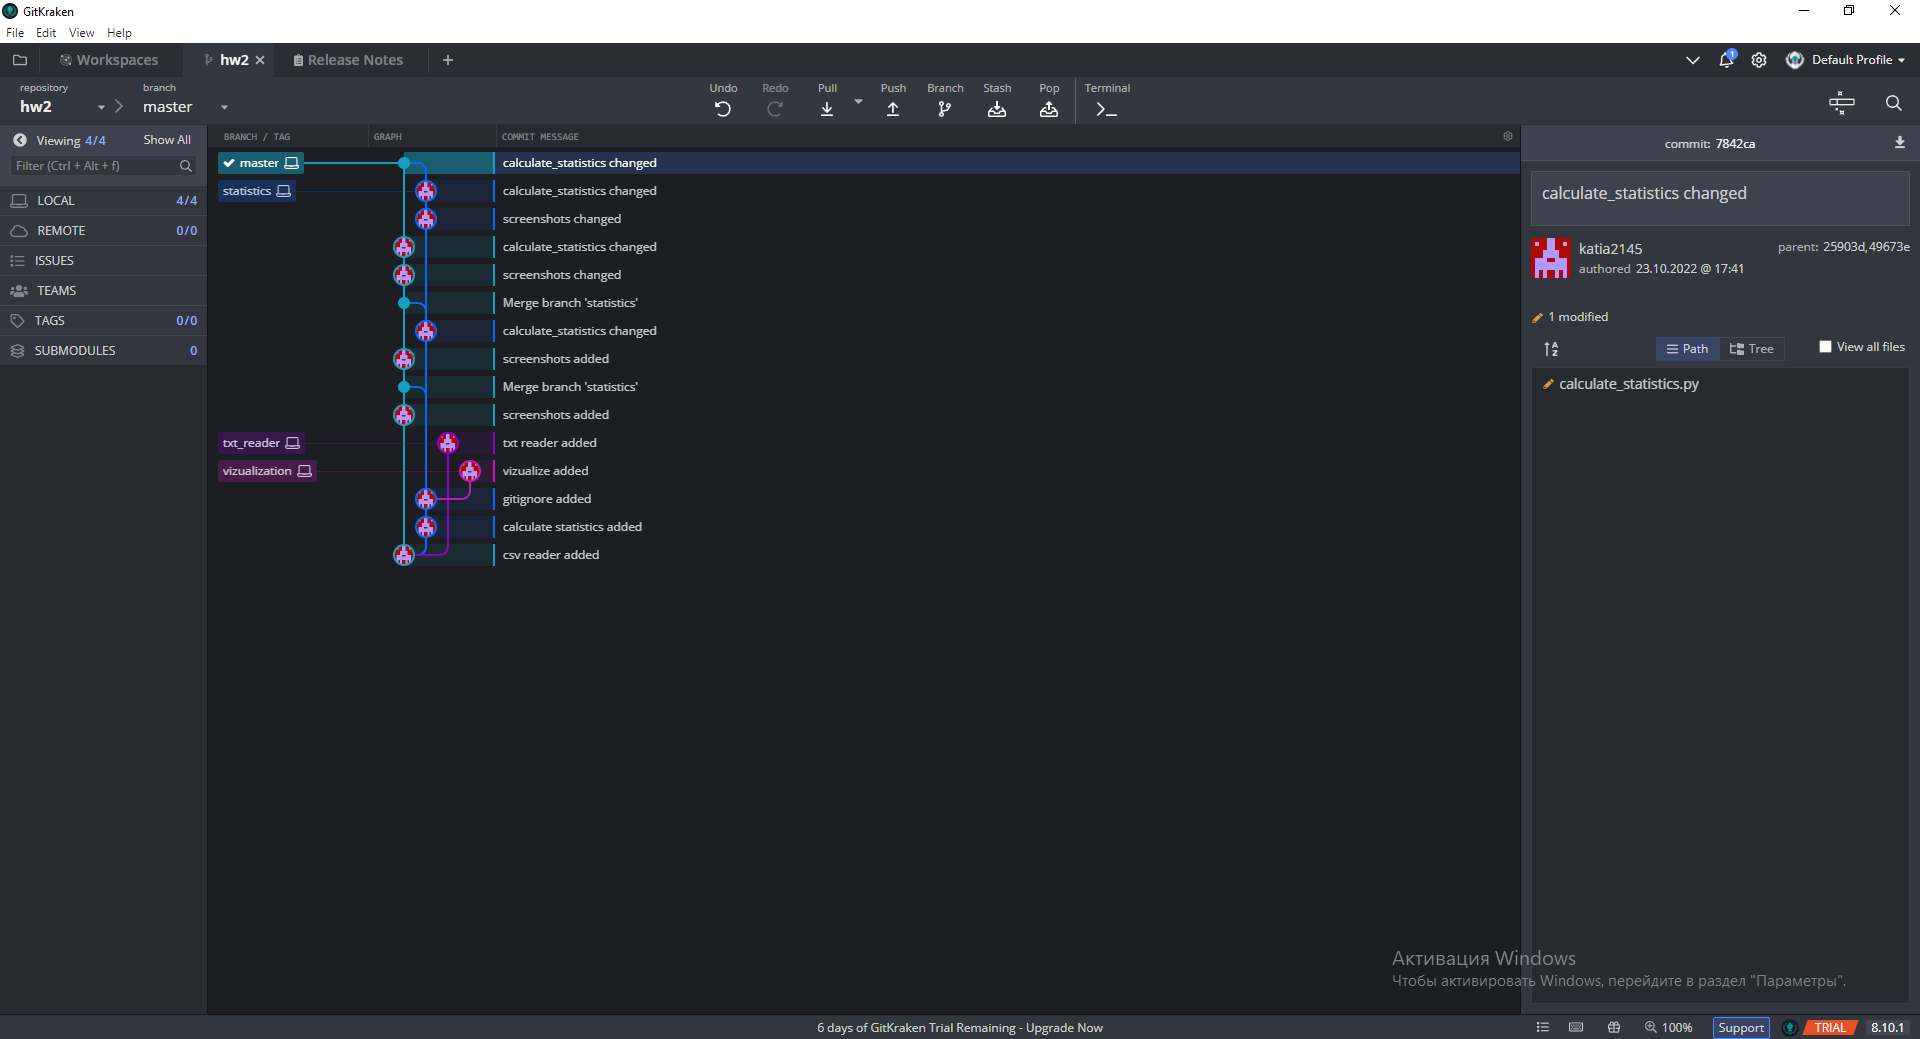 GitKraken
File Edit View Help
Workspaces hw2 Release Notes
1 Default Profile
repository
hw2
branch
master
Undo Redo Pull Push Branch Stash Pop Terminal
Viewing 4/4 Show All
Filter (Ctrl + Alt + f)
LOCAL 4/4
REMOTE 0/0
ISSUES
TEAMS
TAGS 0/0
SUBMODULES 0
BRANCH / TAG GRAPH COMMIT MESSAGE
master calculate_statistics changed
statistics calculate_statistics changed
screenshots changed
calculate_statistics changed
screenshots changed
Merge branch 'statistics'
calculate_statistics changed
screenshots added
Merge branch 'statistics'
screenshots added
txt_reader txt reader added
vizualization vizualize added
gitignore added
calculate statistics added
csv reader added
commit: 7842ca
calculate_statistics changed
katia2145
authored 23.10.2022 @ 17:41
parent: 25903d,49673e
1 modified
Path Tree View all files
calculate_statistics.py
Активация Windows
Чтобы активировать Windows, перейдите в раздел "Параметры".
6 days of GitKraken Trial Remaining - Upgrade Now
100% Support TRIAL 8.10.1